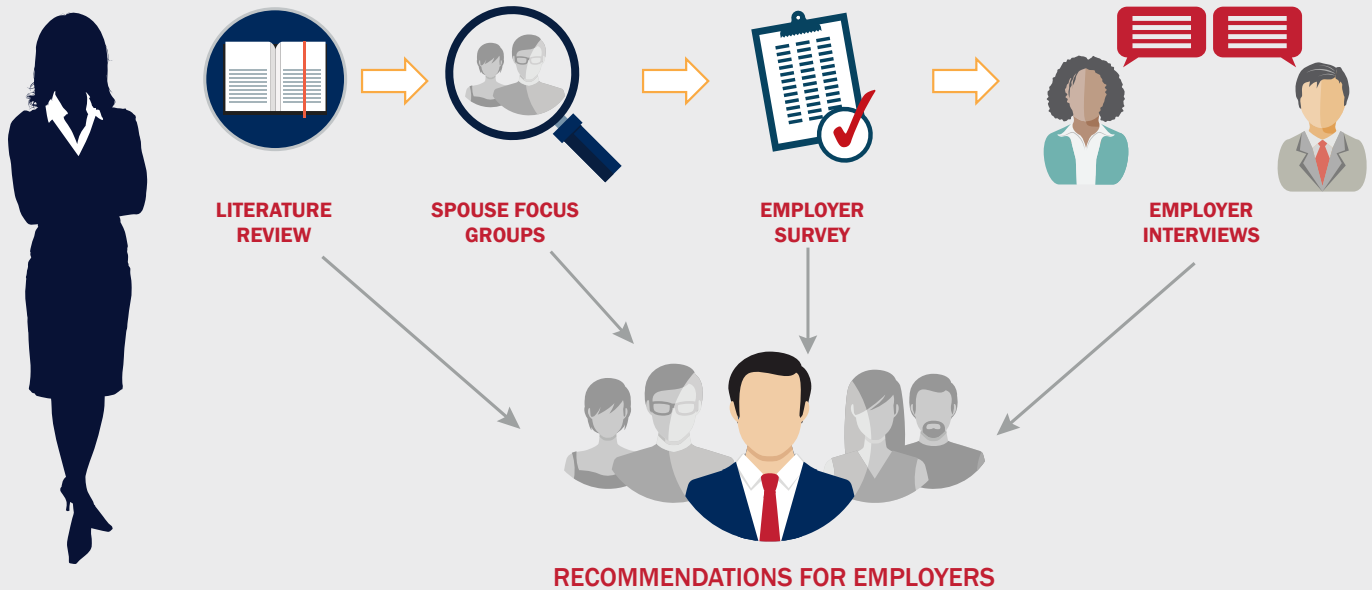 LITERATURE
REVIEW
SPOUSE FOCUS
GROUPS
EMPLOYER
SURVEY
EMPLOYER
INTERVIEWS
RECOMMENDATIONS FOR EMPLOYERS